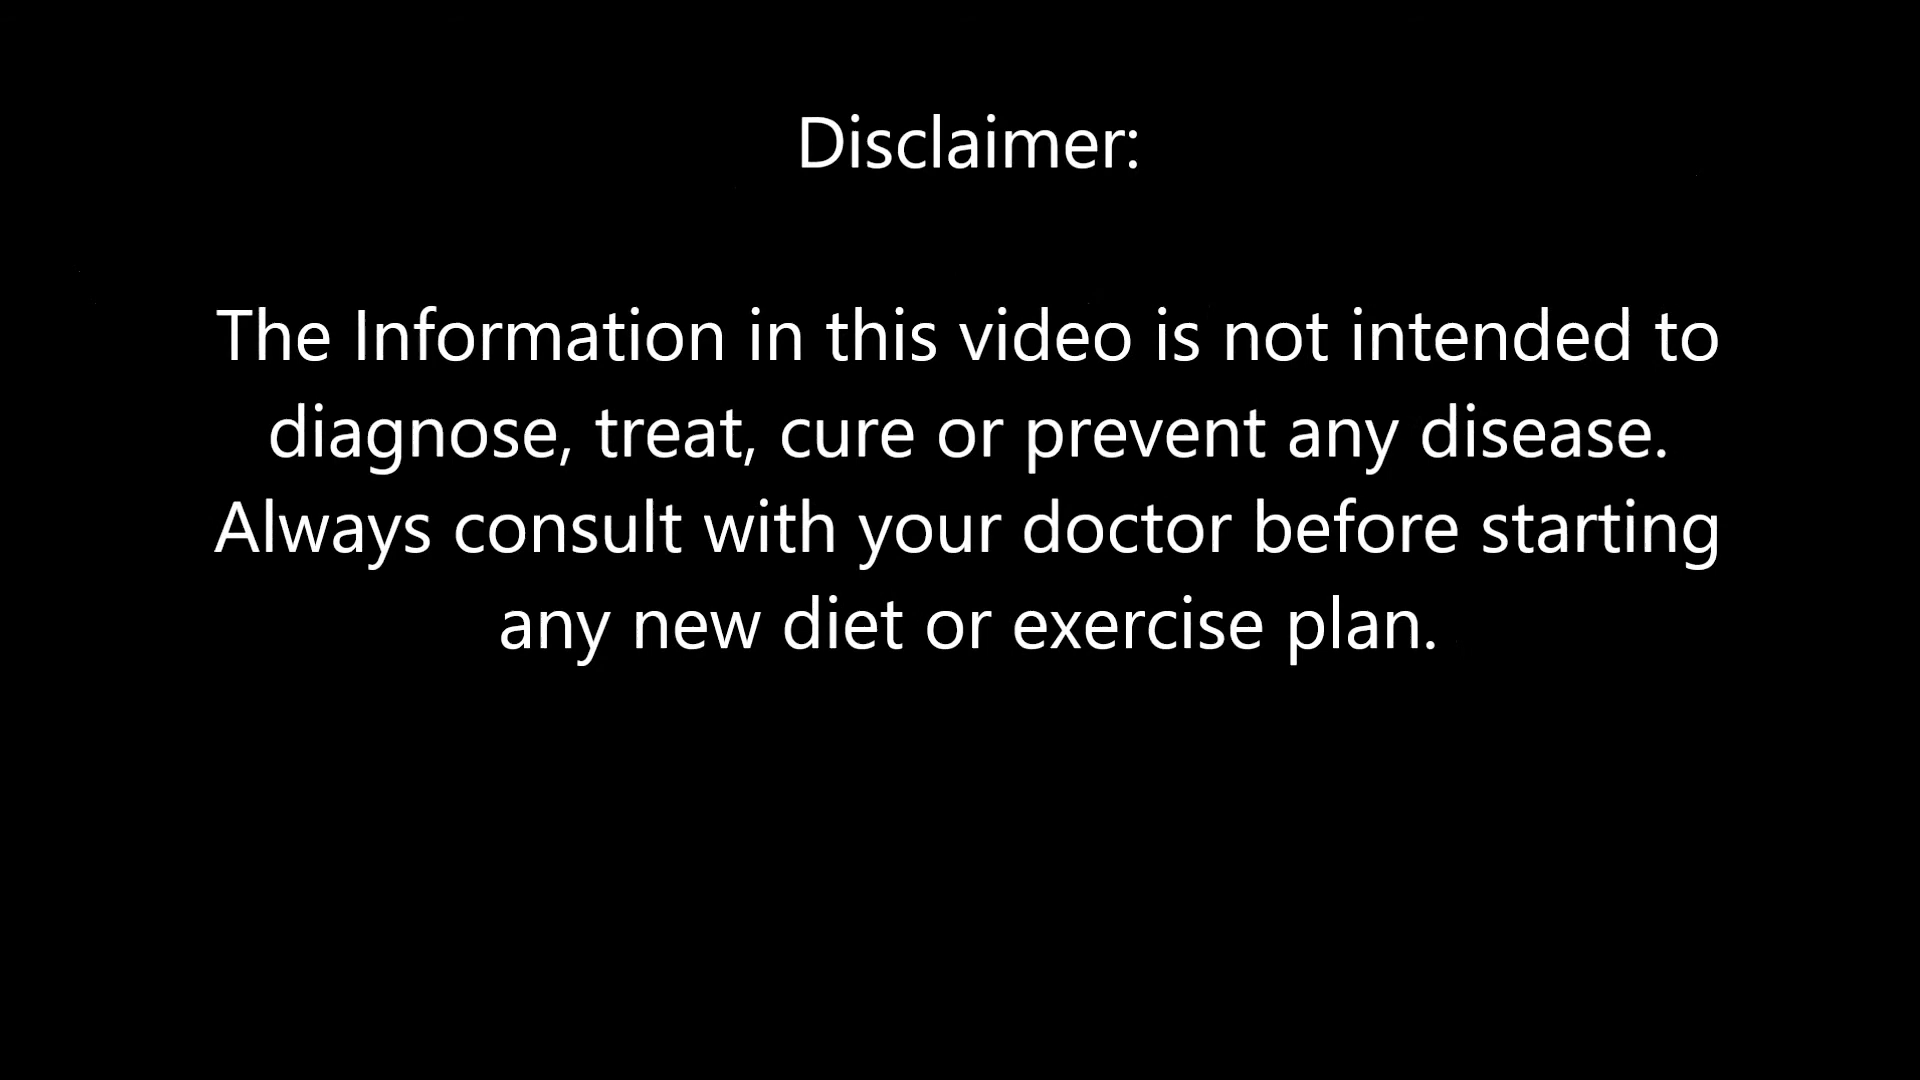 Disclaimer:
The Information in this video is not intended to
diagnose, treat, cure or prevent any disease.
Always consult with your doctor before starting
any new diet or exercise plan.